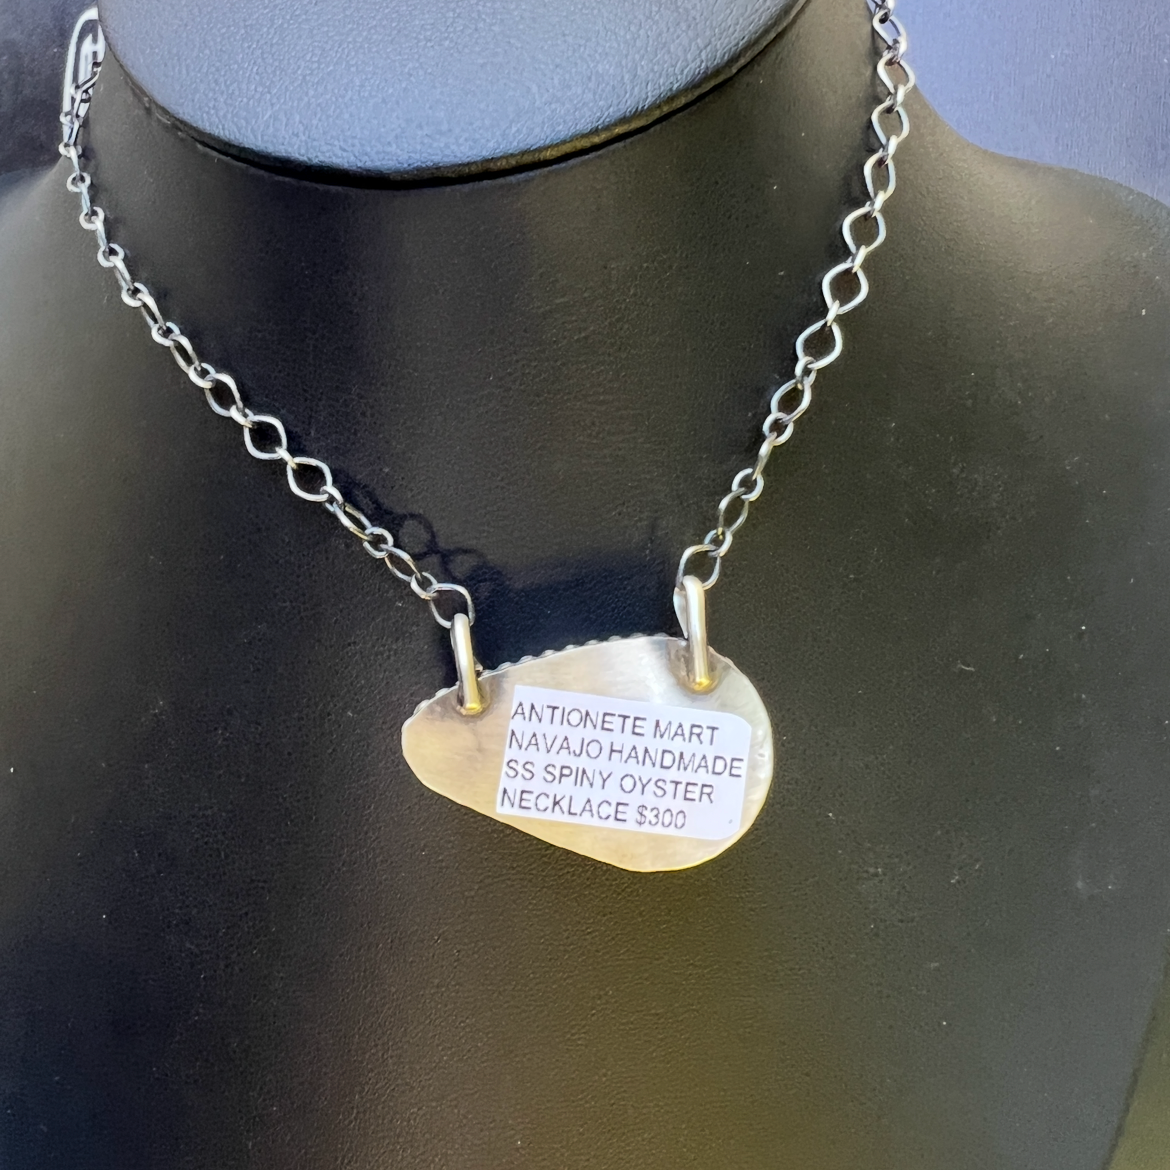 ANTIONETE MART
NAVAJO HANDMADE
SS SPINY OYSTER
NECKLACE $300